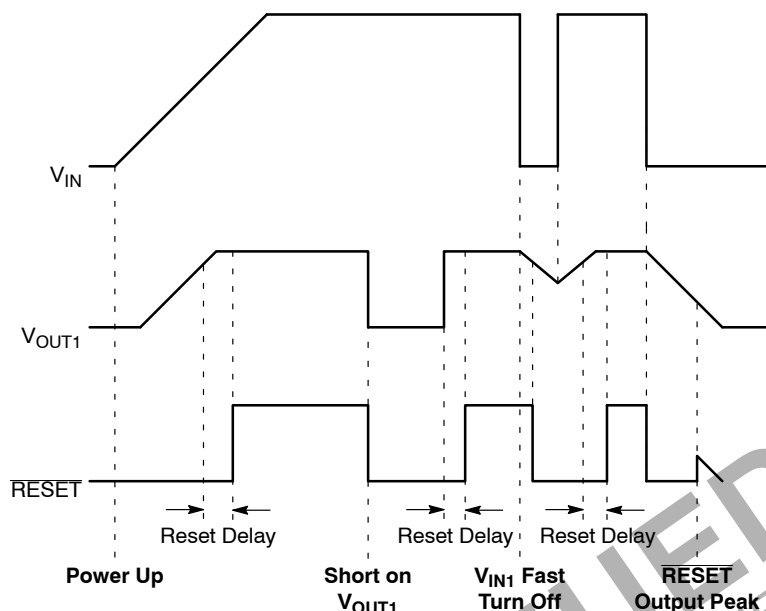 VIN
VOUT1
RESET
Reset Delay
Reset Delay
Reset Delay
Power Up
Short on
VOUT1
VIN1 Fast
Turn Off
RESET
Output Peak